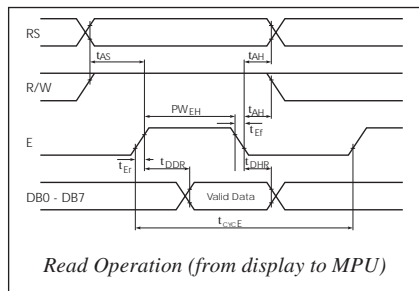 RS
tAS
tAH
R/W
PWEH
tAH
tEf
E
tEr
tDDR
tDHR
DB0 - DB7
Valid Data
tCYCE
Read Operation (from display to MPU)